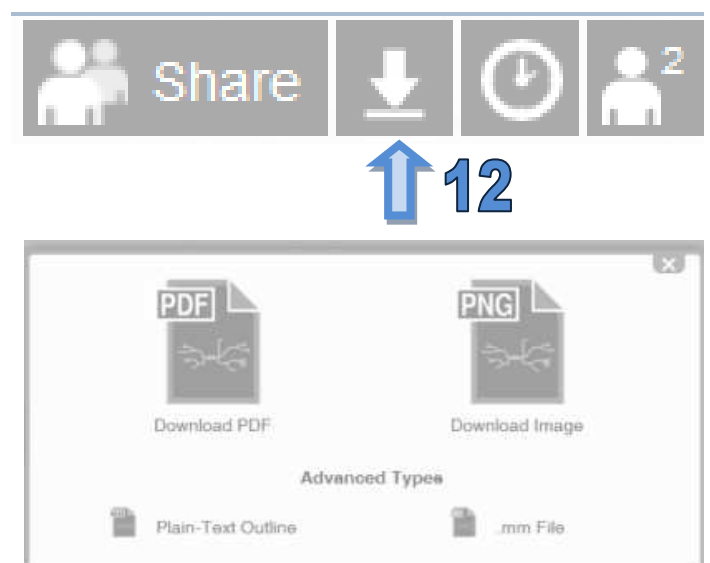 Share
2
12
x
PDF PNG
Download PDF Download Image
Advanced Types
Plain-Text Outline .mm File